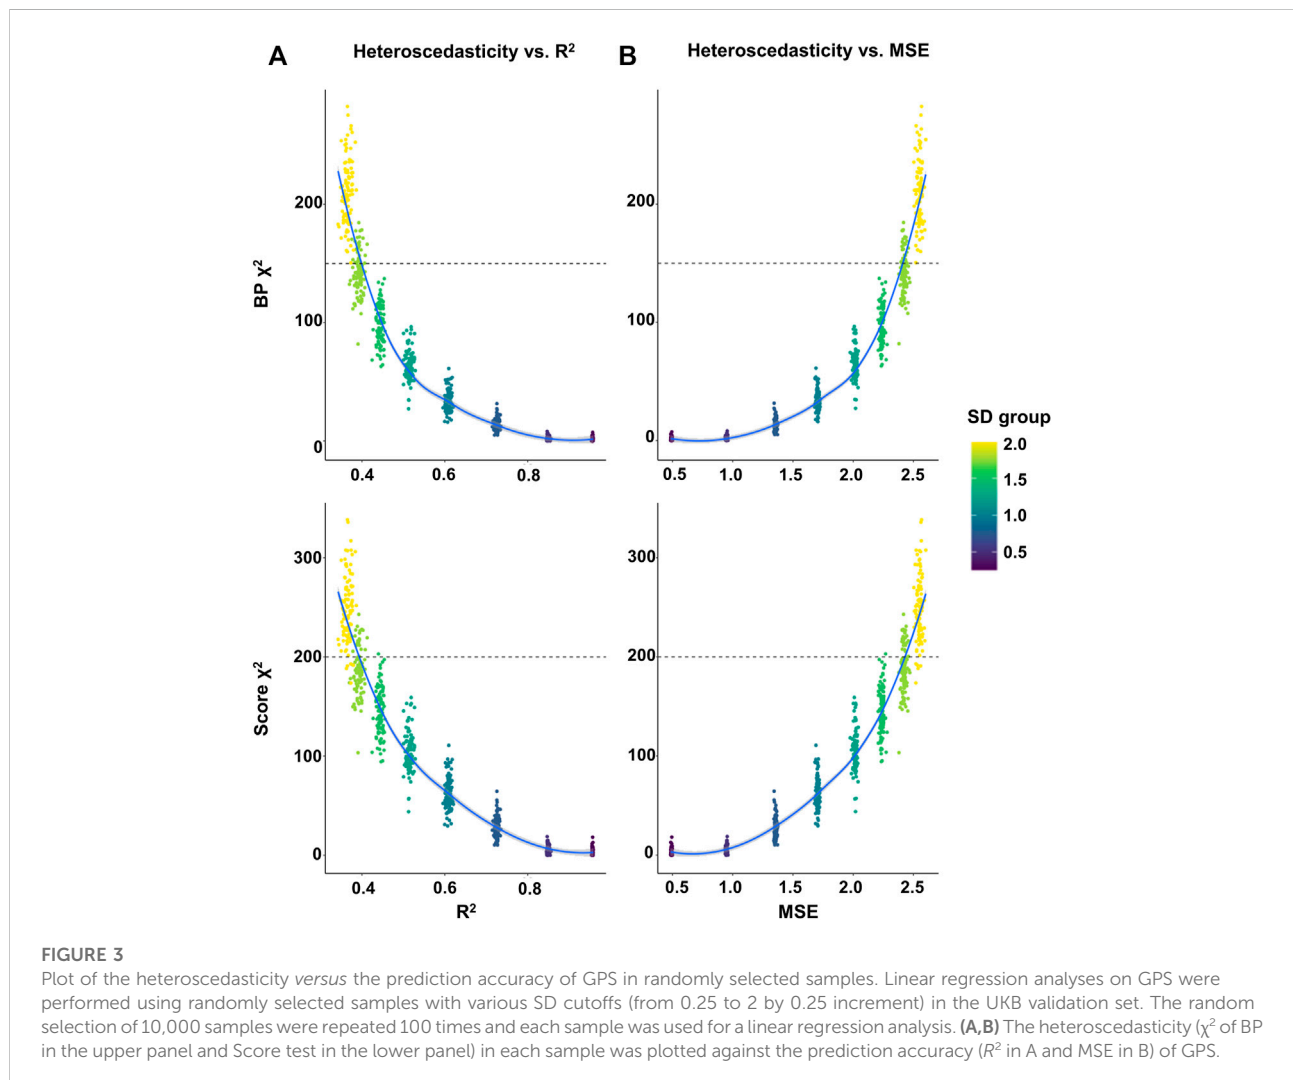 A
Heteroscedasticity vs. R²
B
Heteroscedasticity vs. MSE
BP χ²
200
100
0
0.4 0.6 0.8
200
100
0
0.5 1.0 1.5 2.0 2.5
SD group
2.0
1.5
1.0
0.5
Score χ²
300
200
100
0
0.4 0.6 0.8
R²
300
200
100
0
0.5 1.0 1.5 2.0 2.5
MSE
FIGURE 3
Plot of the heteroscedasticity versus the prediction accuracy of GPS in randomly selected samples. Linear regression analyses on GPS were
performed using randomly selected samples with various SD cutoffs (from 0.25 to 2 by 0.25 increment) in the UKB validation set. The random
selection of 10,000 samples were repeated 100 times and each sample was used for a linear regression analysis. (A,B) The heteroscedasticity (χ² of BP
in the upper panel and Score test in the lower panel) in each sample was plotted against the prediction accuracy (R² in A and MSE in B) of GPS.